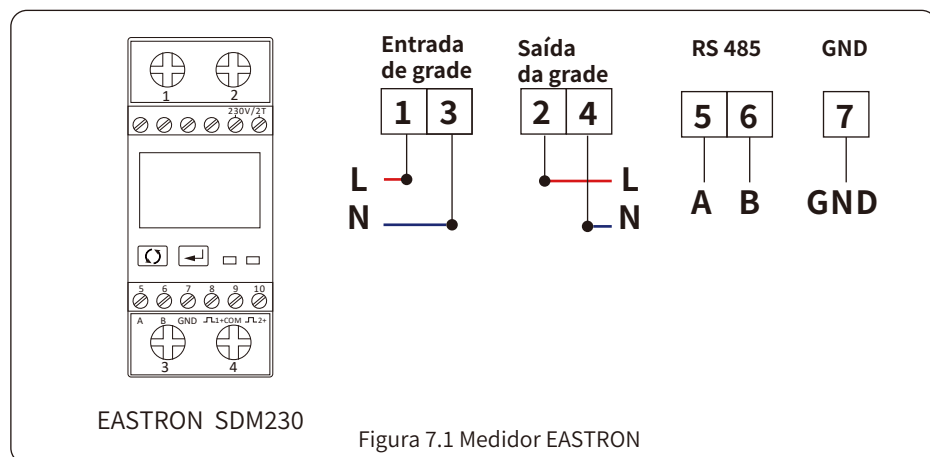 Entrada de grade
Saída da grade
RS 485
GND
1 3
2 4
5 6
7
L
N
L
N
A B
GND
1 2
230V/2T
5 6 7 8 9 10
A B GND 1+COM 2+
3 4
EASTRON SDM230
Figura 7.1 Medidor EASTRON